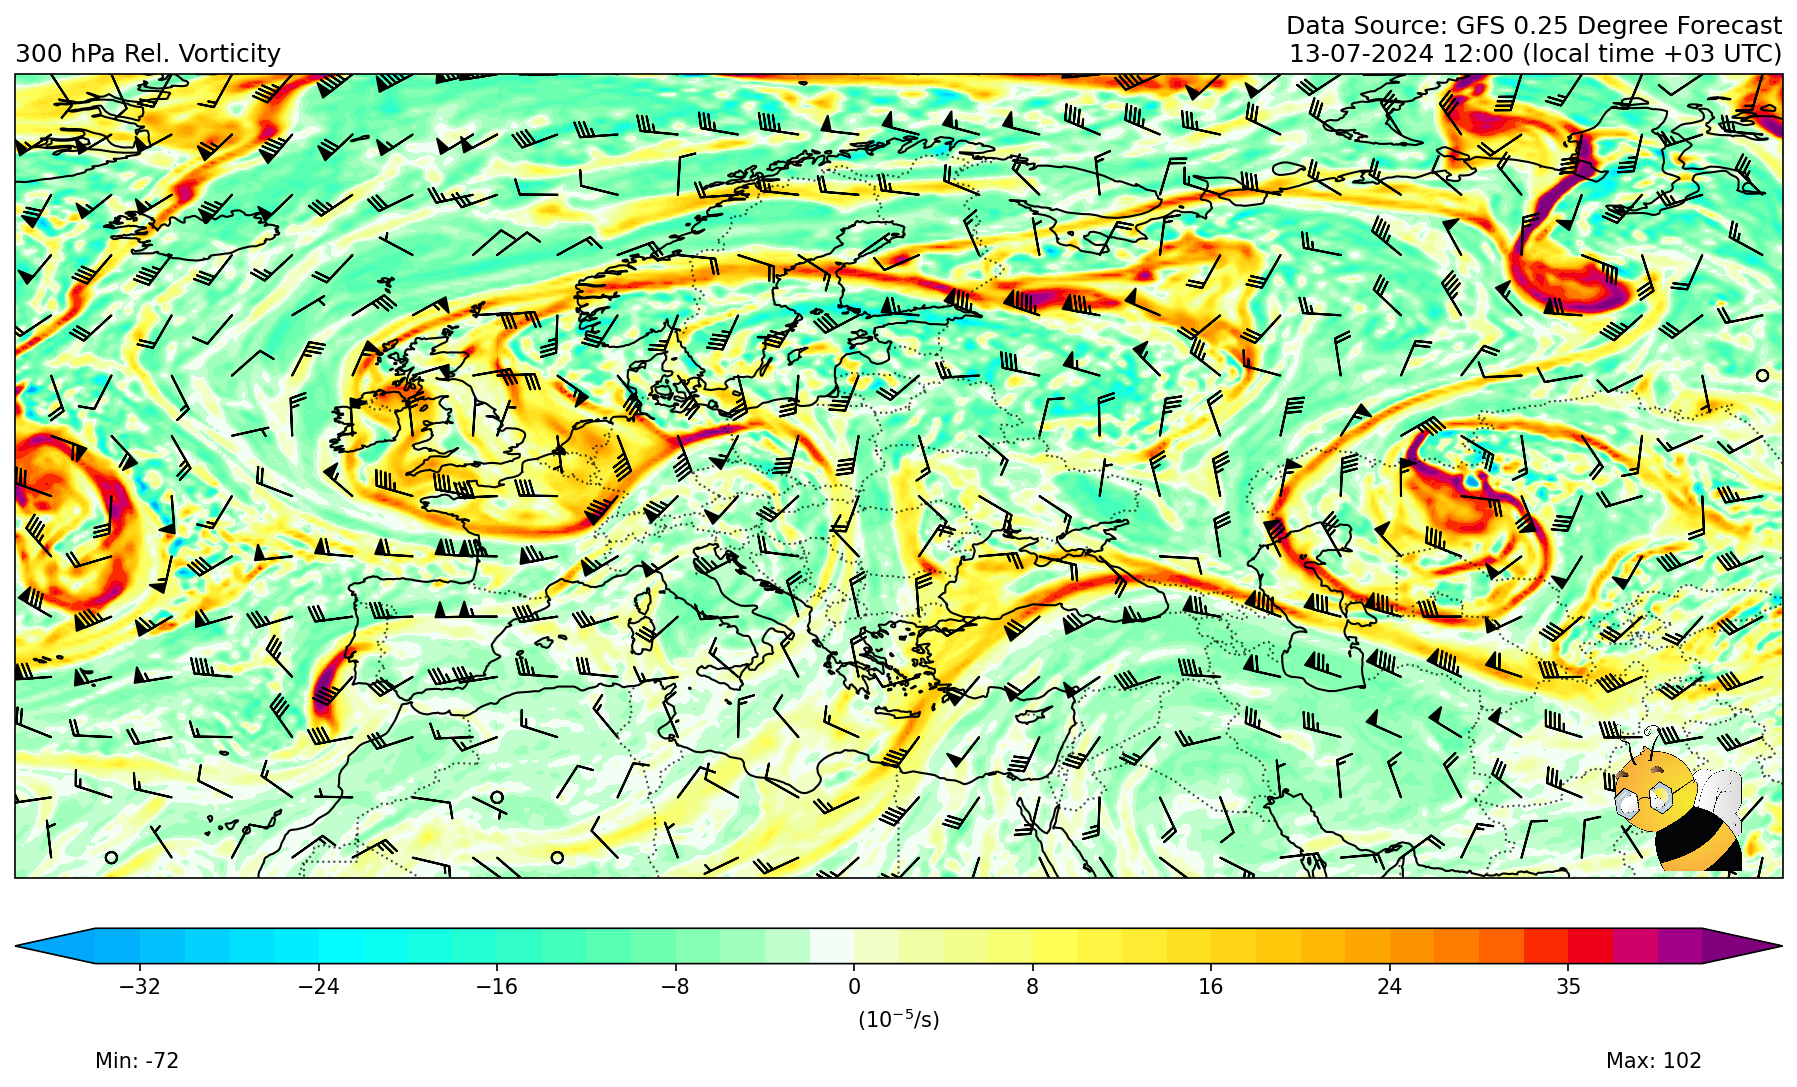 Data Source: GFS 0.25 Degree Forecast
300 hPa Rel. Vorticity
13-07-2024 12:00 (local time +03 UTC)
−32 −24 −16 −8 0 8 16 24 35
(10⁻⁵/s)
Min: -72
Max: 102